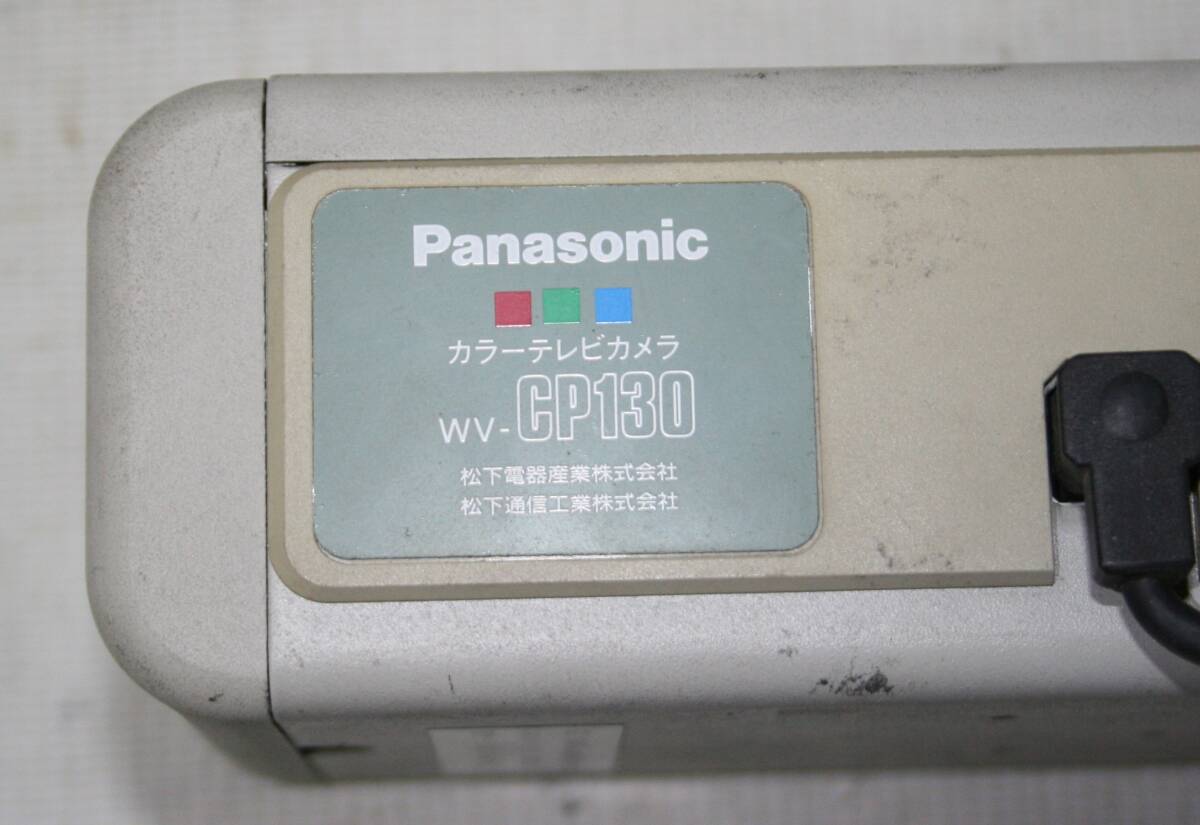 Panasonic
カラーテレビカメラ
WV-CP130
松下電器産業株式会社
松下通信工業株式会社